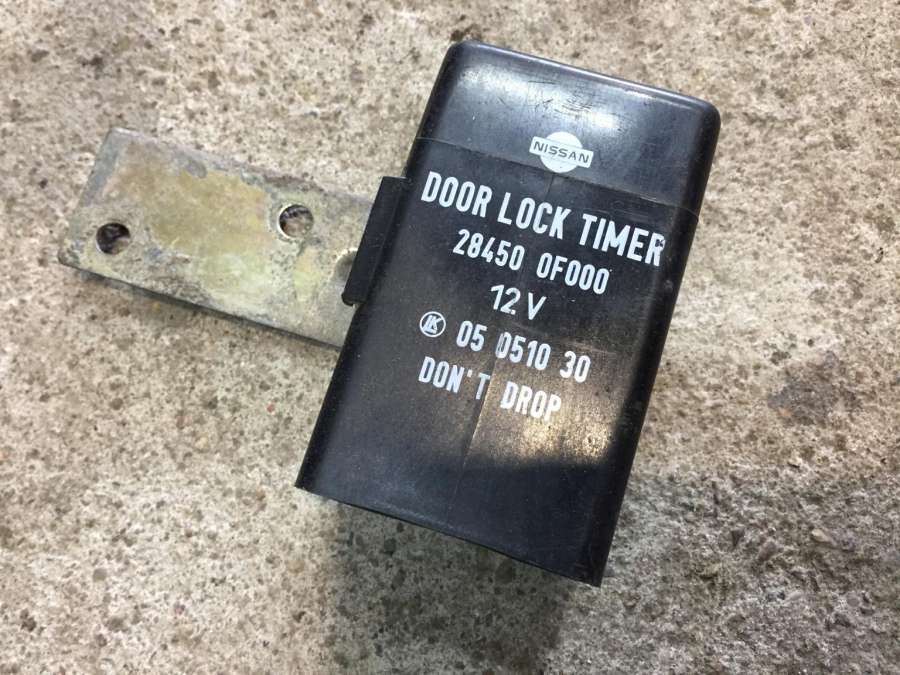 NISSAN
DOOR LOCK TIMER
28450 0F000
12V
05 0510 30
DON'T DROP